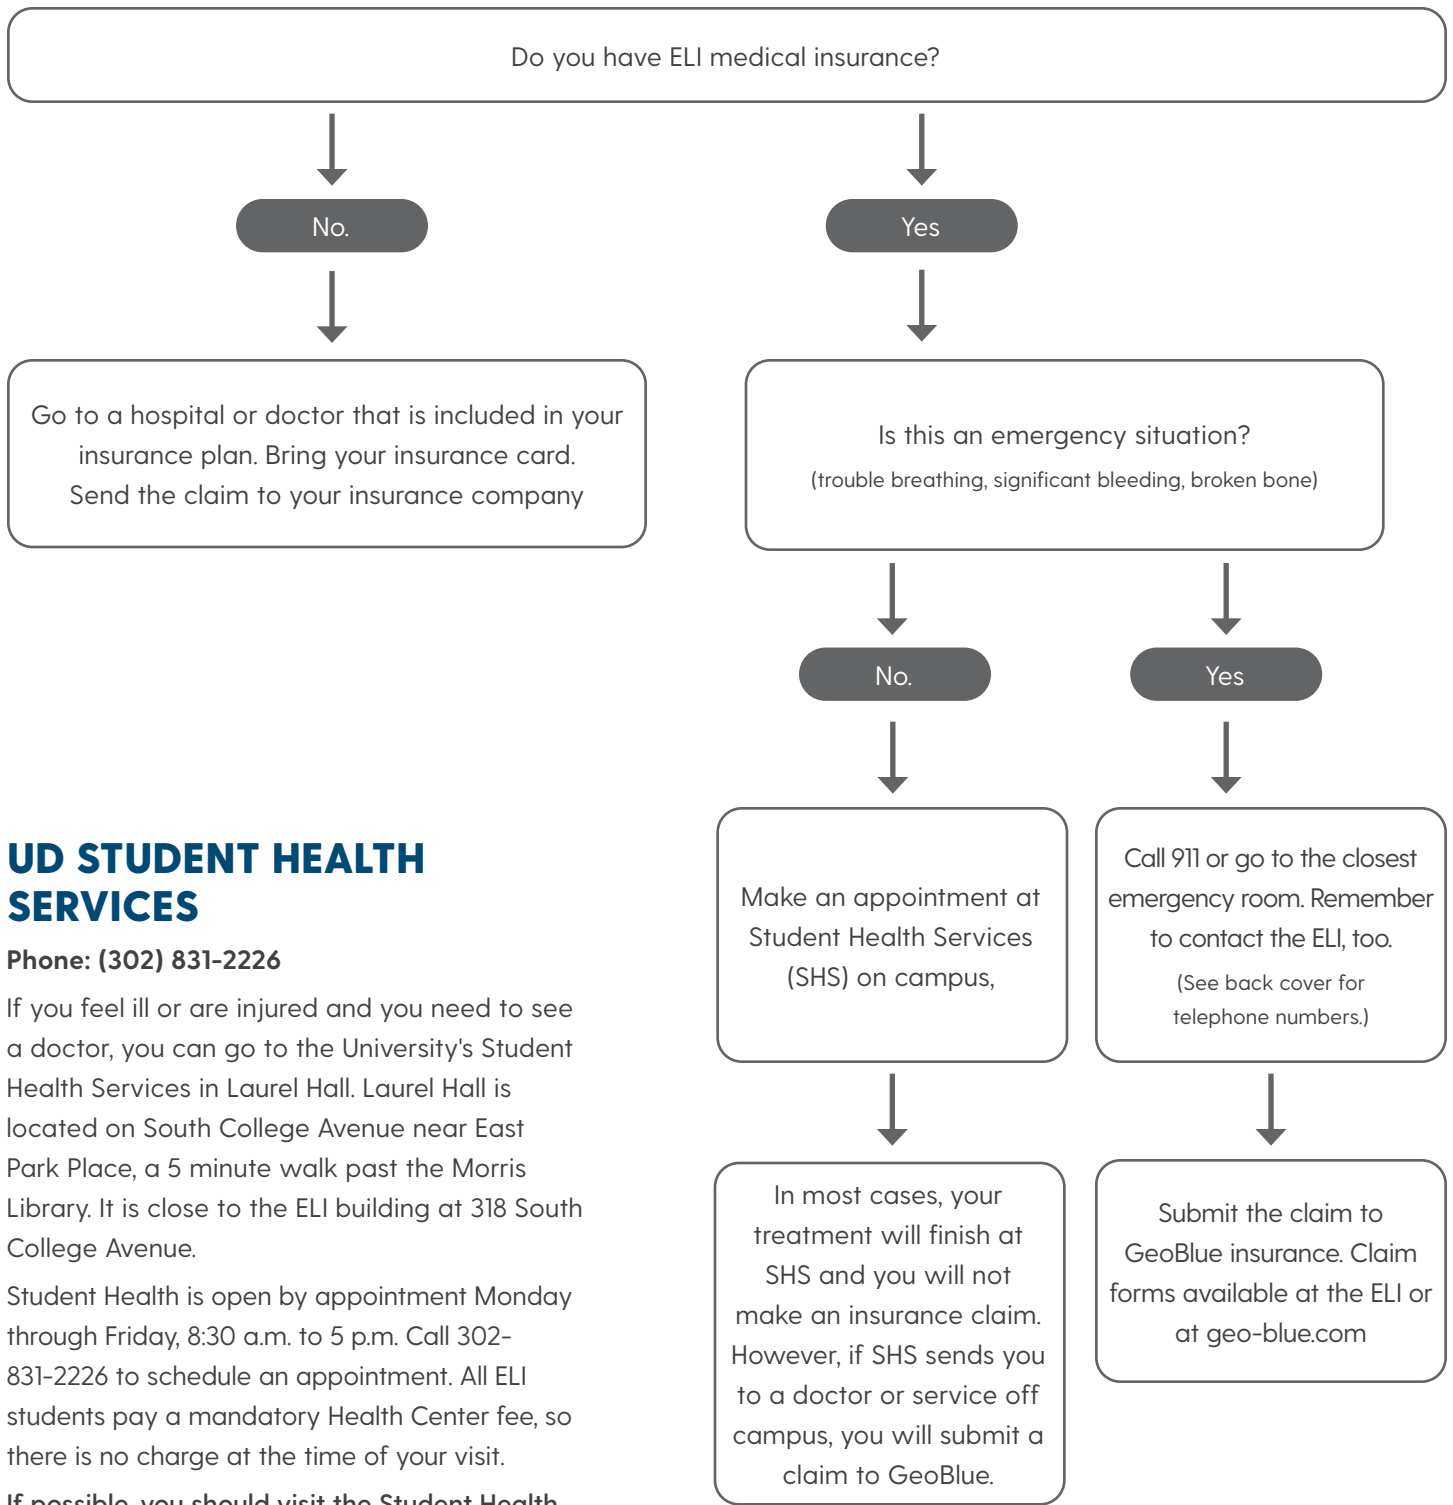 Do you have ELI medical insurance?
No.
Yes
Go to a hospital or doctor that is included in your
insurance plan. Bring your insurance card.
Send the claim to your insurance company
Is this an emergency situation?
(trouble breathing, significant bleeding, broken bone)
No.
Yes
Make an appointment at
Student Health Services
(SHS) on campus,
Call 911 or go to the closest
emergency room. Remember
to contact the ELI, too.
(See back cover for
telephone numbers.)
In most cases, your
treatment will finish at
SHS and you will not
make an insurance claim.
However, if SHS sends you
to a doctor or service off
campus, you will submit a
claim to GeoBlue.
Submit the claim to
GeoBlue insurance. Claim
forms available at the ELI or
at geo-blue.com
UD STUDENT HEALTH
SERVICES
Phone: (302) 831-2226
If you feel ill or are injured and you need to see
a doctor, you can go to the University's Student
Health Services in Laurel Hall. Laurel Hall is
located on South College Avenue near East
Park Place, a 5 minute walk past the Morris
Library. It is close to the ELI building at 318 South
College Avenue.
Student Health is open by appointment Monday
through Friday, 8:30 a.m. to 5 p.m. Call 302-
831-2226 to schedule an appointment. All ELI
students pay a mandatory Health Center fee, so
there is no charge at the time of your visit.
If possible, you should visit the Student Health